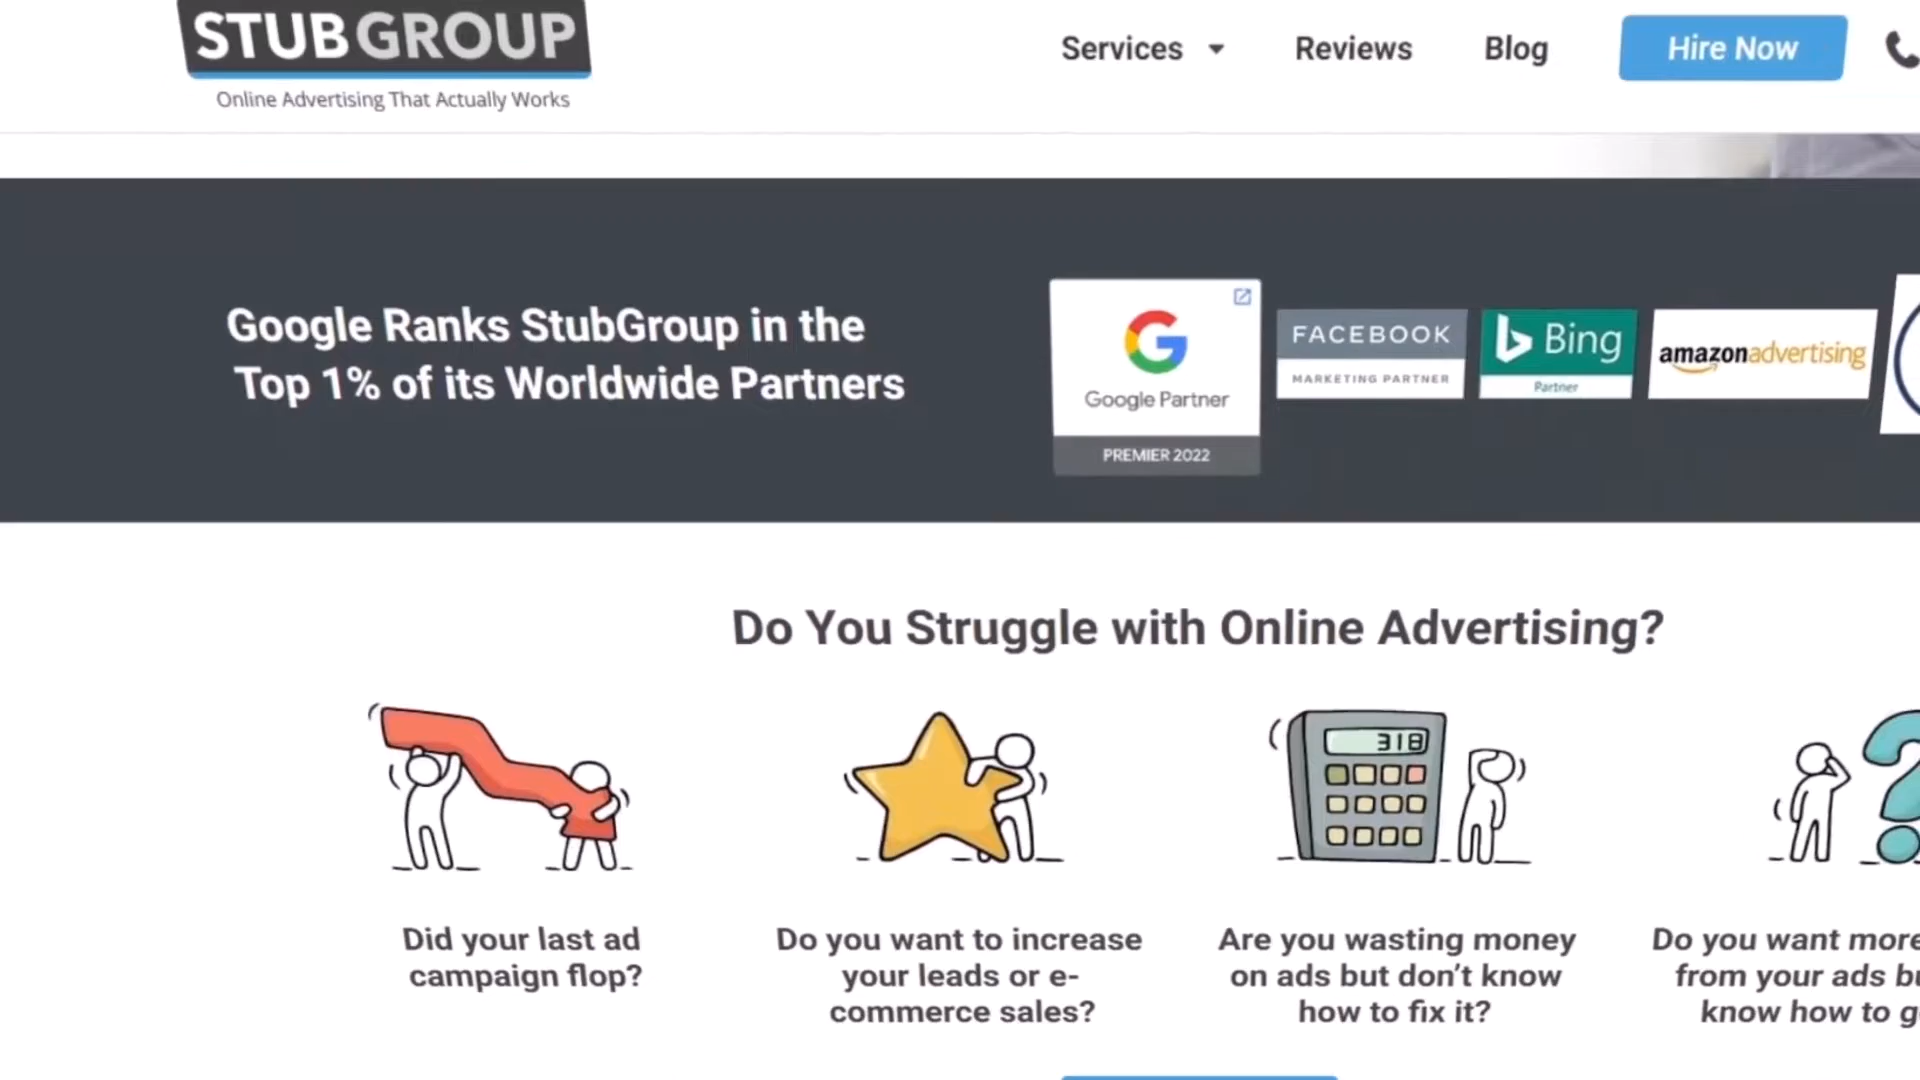 STUBGROUP
Online Advertising That Actually Works
Services
Reviews
Blog
Hire Now
Google Ranks StubGroup in the
Top 1% of its Worldwide Partners
Google Partner
PREMIER 2022
FACEBOOK
MARKETING PARTNER
Bing
Partner
amazonadvertising
Do You Struggle with Online Advertising?
318
Did your last ad
campaign flop?
Do you want to increase
your leads or e-
commerce sales?
Are you wasting money
on ads but don't know
how to fix it?
Do you want more
from your ads
know how to